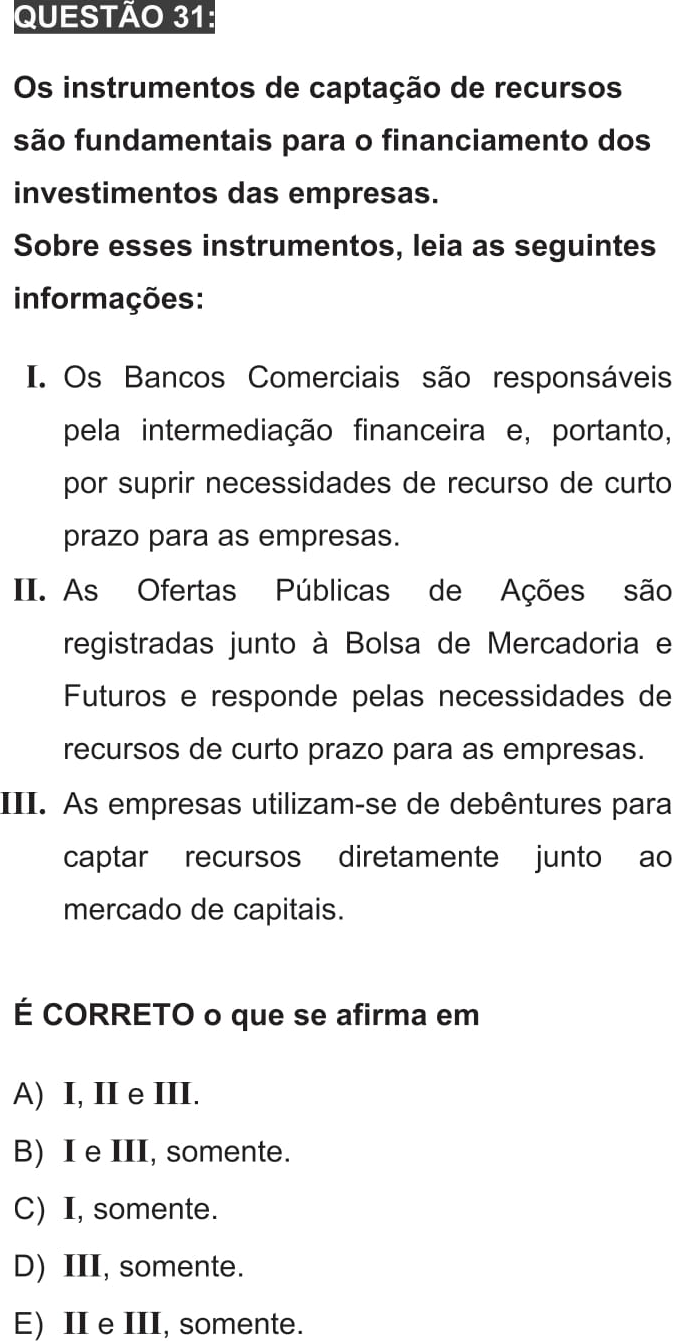 QUESTÃO 31:
Os instrumentos de captação de recursos
são fundamentais para o financiamento dos
investimentos das empresas.
Sobre esses instrumentos, leia as seguintes
informações:
I. Os Bancos Comerciais são responsáveis
pela intermediação financeira e, portanto,
por suprir necessidades de recurso de curto
prazo para as empresas.
II. As Ofertas Públicas de Ações são
registradas junto à Bolsa de Mercadoria e
Futuros e responde pelas necessidades de
recursos de curto prazo para as empresas.
III. As empresas utilizam-se de debêntures para
captar recursos diretamente junto ao
mercado de capitais.
É CORRETO o que se afirma em
A) I, II e III.
B) I e III, somente.
C) I, somente.
D) III, somente.
E) II e III, somente.